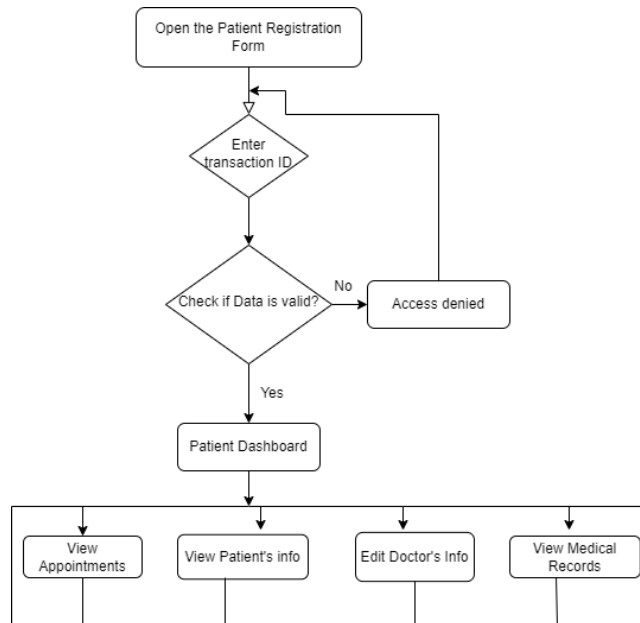 Open the Patient Registration
Form
Enter
transaction ID
Check if Data is valid?
No
Access denied
Yes
Patient Dashboard
View
Appointments
View Patient's info
Edit Doctor's Info
View Medical
Records